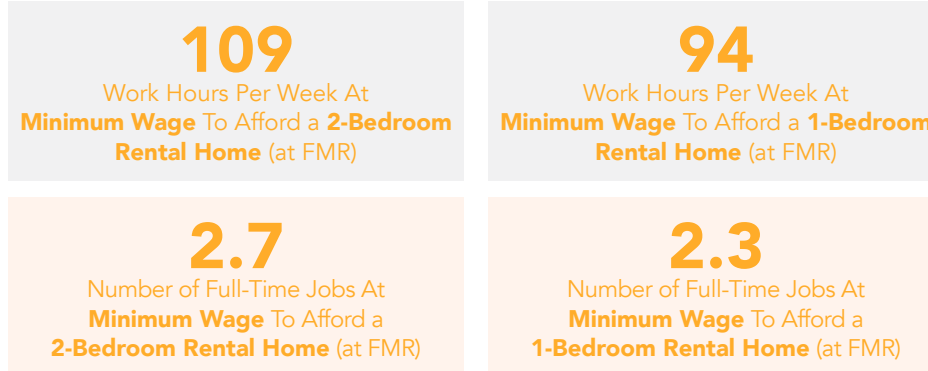 109
Work Hours Per Week At
Minimum Wage To Afford a 2-Bedroom
Rental Home (at FMR)
94
Work Hours Per Week At
Minimum Wage To Afford a 1-Bedroom
Rental Home (at FMR)
2.7
Number of Full-Time Jobs At
Minimum Wage To Afford a
2-Bedroom Rental Home (at FMR)
2.3
Number of Full-Time Jobs At
Minimum Wage To Afford a
1-Bedroom Rental Home (at FMR)